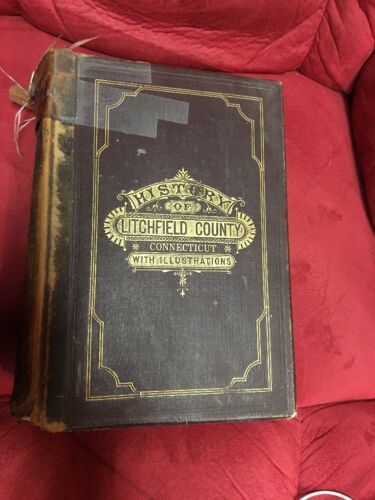 HISTORY
OF
LITCHFIELD COUNTY
CONNECTICUT
WITH ILLUSTRATIONS